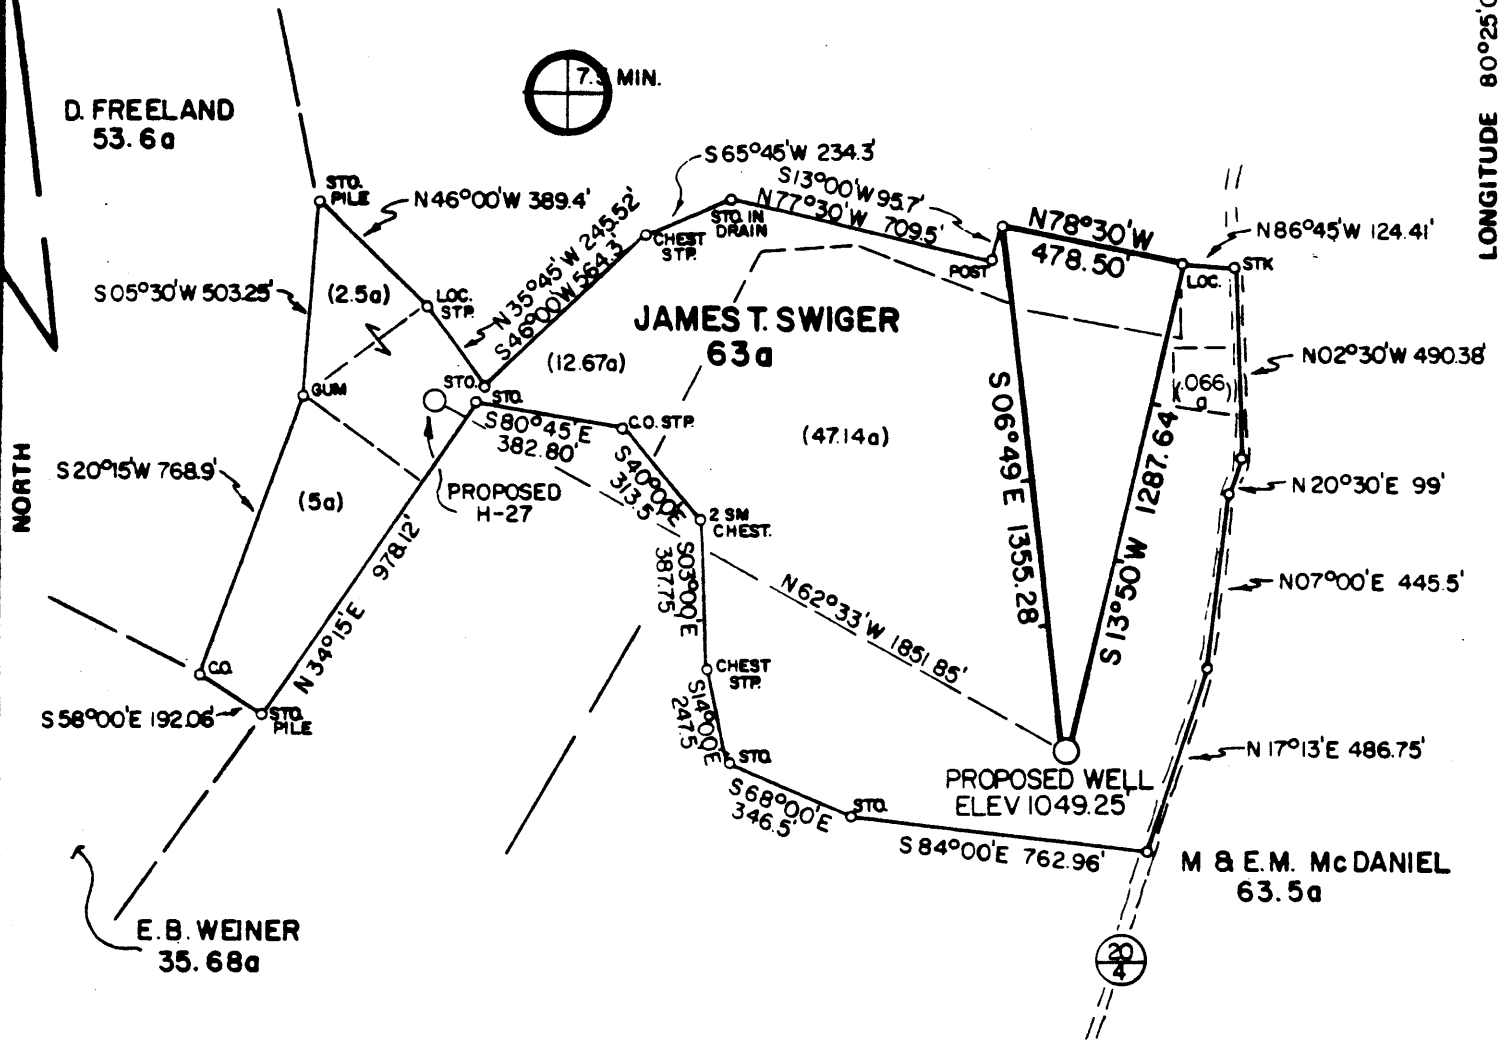 LONGITUDE 80°25'
7.5 MIN.
D. FREELAND
53.6a
STO.
PILE
N46°00'W 389.4'
S65°45'W 234.3'
S13°00'W 95.7'
N77°30'W 709.5'
STO. IN
DRAIN
CHEST
STP.
POST
N78°30'W
478.50'
N86°45'W 124.41'
STK
LOC.
S05°30'W 503.25'
(2.5a)
LOC.
STP.
N35°45'W 245.52'
S46°00'W 564.3'
JAMES T. SWIGER
63a
(12.67a)
N02°30'W 490.38'
(.066)
a
GUM
STO.
STO.
S80°45'E
382.80'
C.O. STP.
(47.14a)
S06°49'E 1355.28'
S13°50'W 1287.64'
NORTH
S20°15'W 768.9'
(5a)
PROPOSED
H-27
S40°00'E
313.5
2 SM
CHEST.
N20°30'E 99'
N34°15'E 978.12'
S03°00'E
387.75
N62°33'W 1851.85'
N07°00'E 445.5'
C.O.
CHEST
STP.
S58°00'E 192.06'
STO.
PILE
S14°00'E
247.5
STO.
N17°13'E 486.75'
PROPOSED WELL
ELEV 1049.25'
S68°00'E
346.5'
STO.
S84°00'E 762.96'
M & E.M. McDANIEL
63.5a
E.B. WEINER
35.68a
20
4